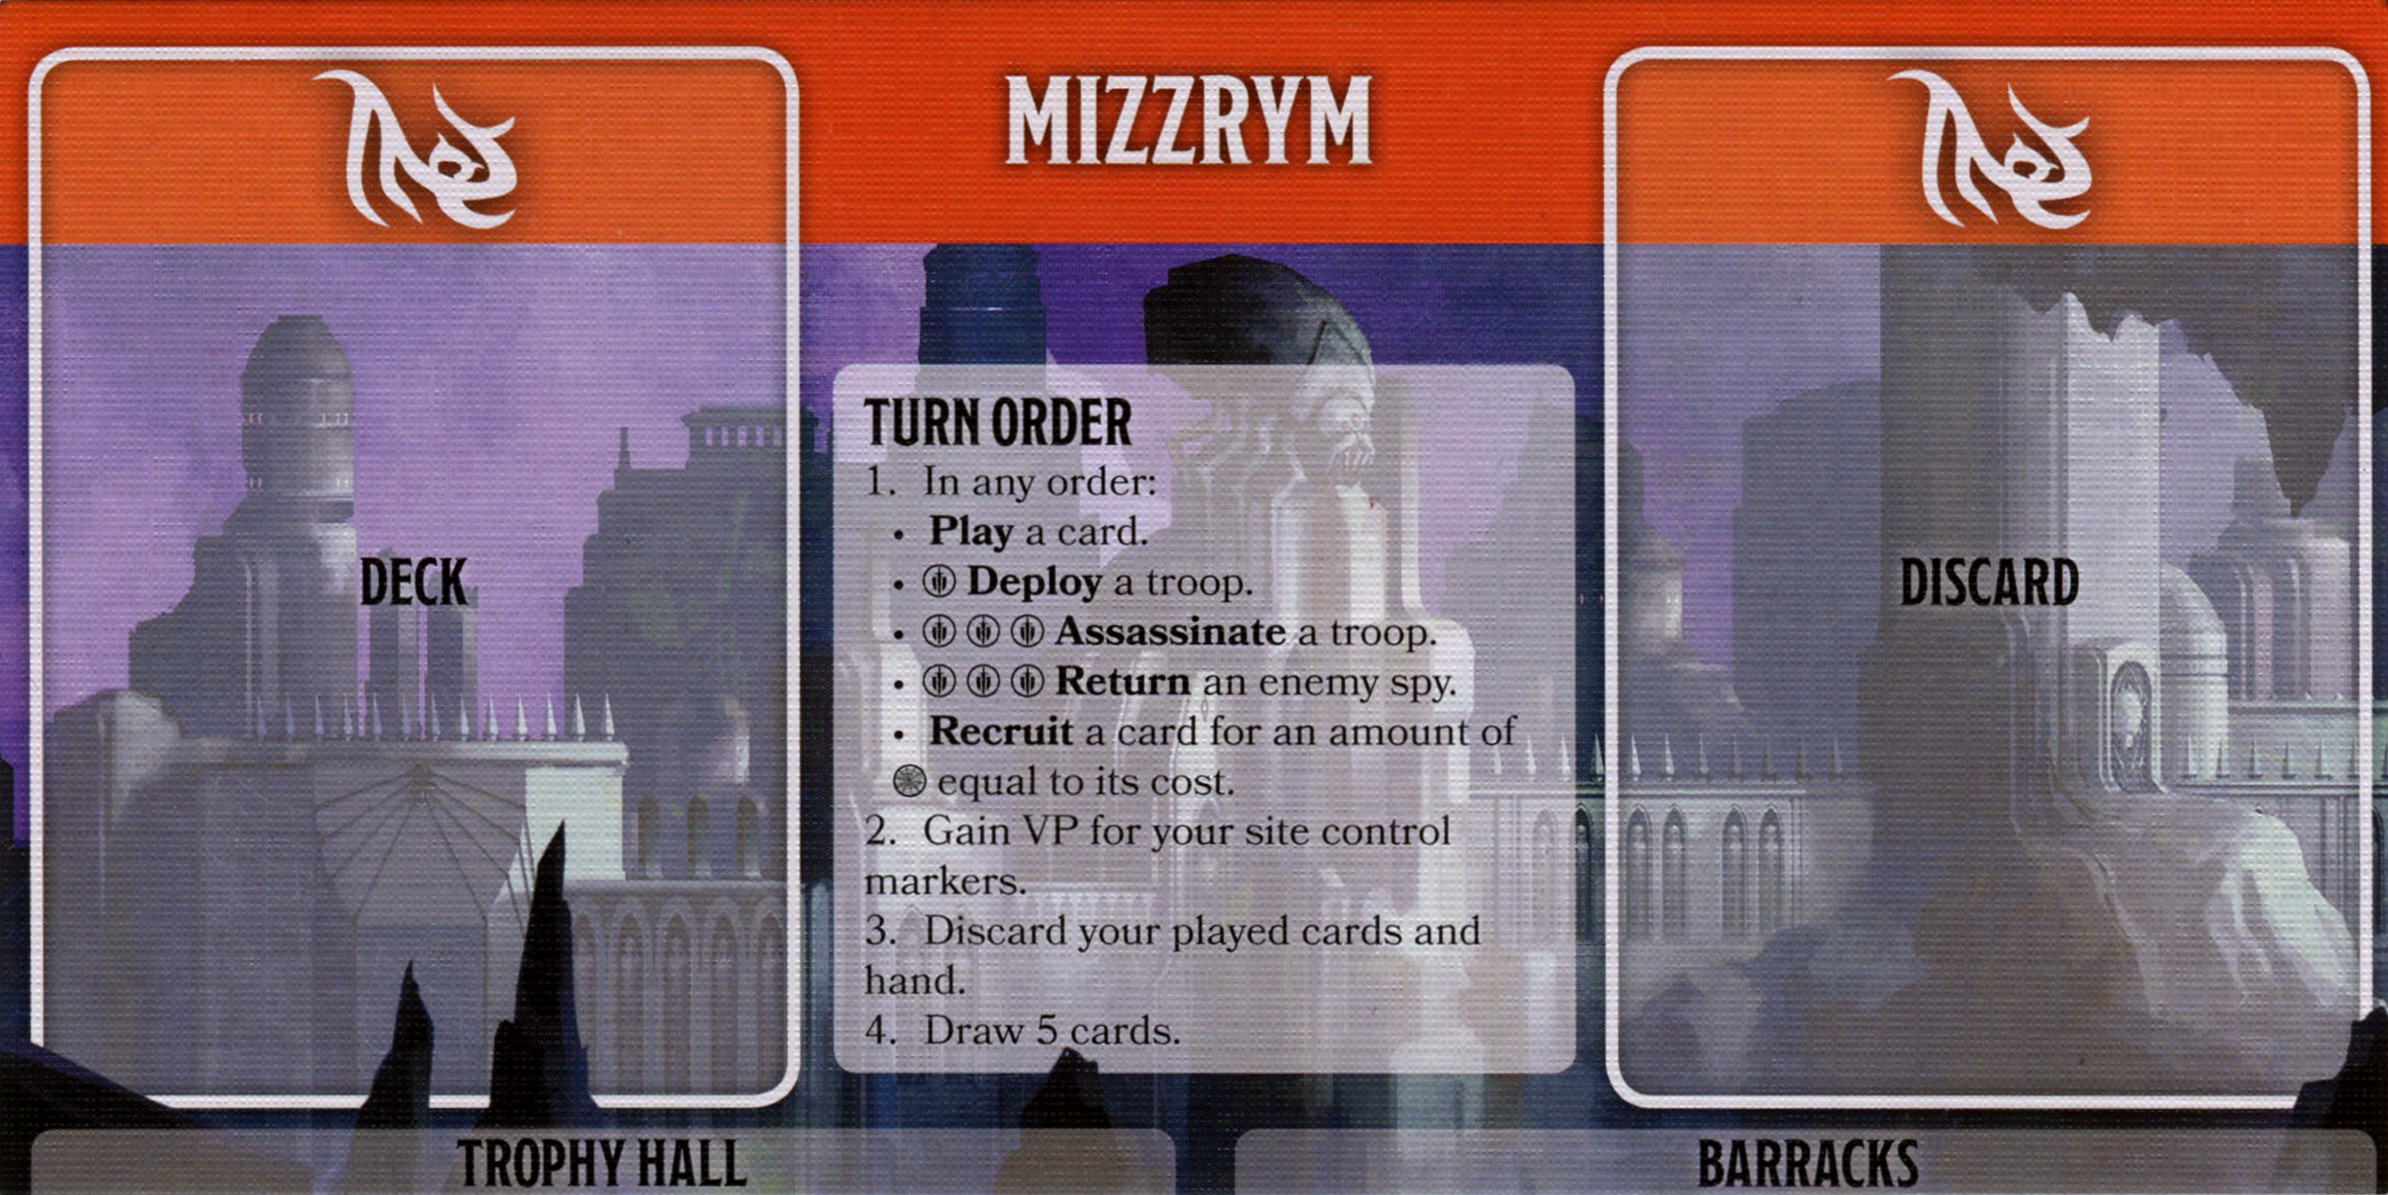 MIZZRYM
DECK
TURN ORDER
1. In any order:
• Play a card.
• Deploy a troop.
• Assassinate a troop.
• Return an enemy spy.
• Recruit a card for an amount of
equal to its cost.
2. Gain VP for your site control
markers.
3. Discard your played cards and
hand.
4. Draw 5 cards.
DISCARD
TROPHY HALL
BARRACKS